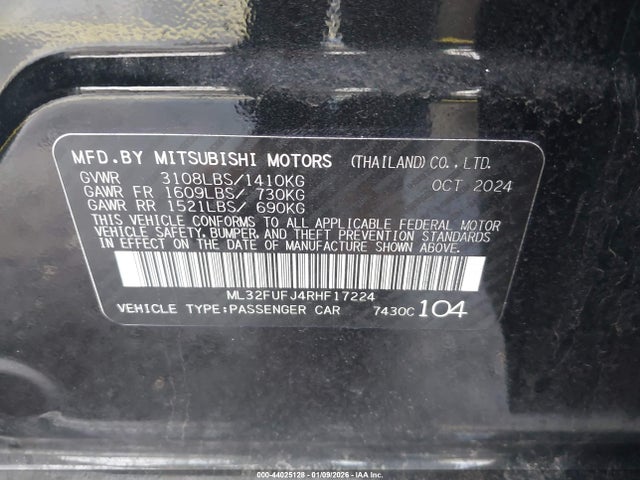 MFD.BY MITSUBISHI MOTORS (THAILAND) CO.,LTD.
GVWR 3108LBS/1410KG OCT 2024
GAWR FR 1609LBS/ 730KG
GAWR RR 1521LBS/ 690KG
THIS VEHICLE CONFORMS TO ALL APPLICABLE FEDERAL MOTOR
VEHICLE SAFETY, BUMPER, AND THEFT PREVENTION STANDARDS
IN EFFECT ON THE DATE OF MANUFACTURE SHOWN ABOVE.
ML32FUFJ4RHF17224
VEHICLE TYPE:PASSENGER CAR 7430C 104
000-44025128 - 01/09/2026 - IAA Inc.